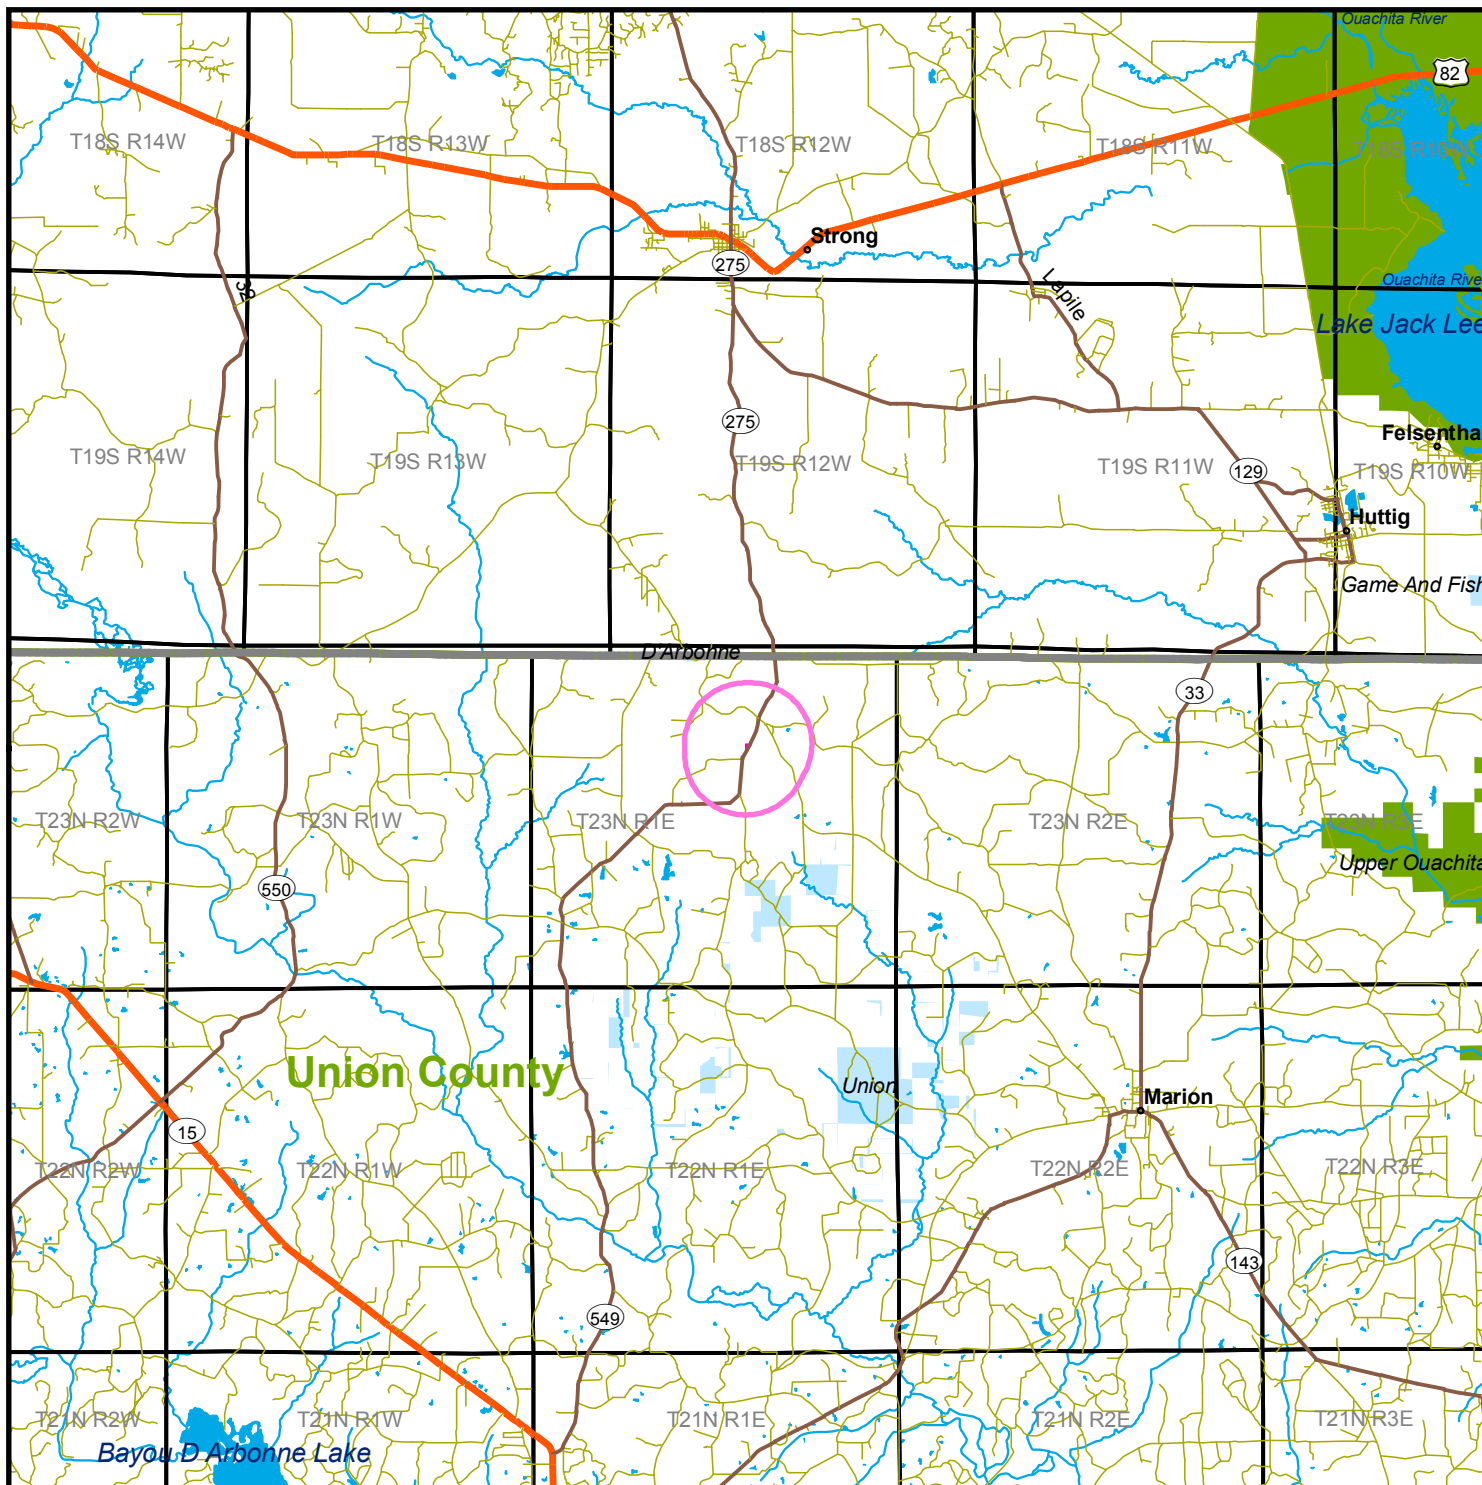 Ouachita River
82
T18S R14W
T18S R13W
T18S R12W
T18S R11W
T18S R10W
Strong
275
Ouachita Rive
32
Lapile
Lake Jack Lee
275
Felsentha
T19S R14W
T19S R13W
T19S R12W
T19S R11W
129
T19S R10W
Huttig
Game And Fish
D'Arbonne
33
T23N R2W
T23N R1W
T23N R1E
T23N R2E
T23N R3E
Upper Ouachita
550
Union County
Union
Marion
15
T22N R2W
T22N R1W
T22N R1E
T22N R2E
T22N R3E
143
549
T21N R2W
T21N R1W
T21N R1E
T21N R2E
T21N R3E
Bayou D Arbonne Lake